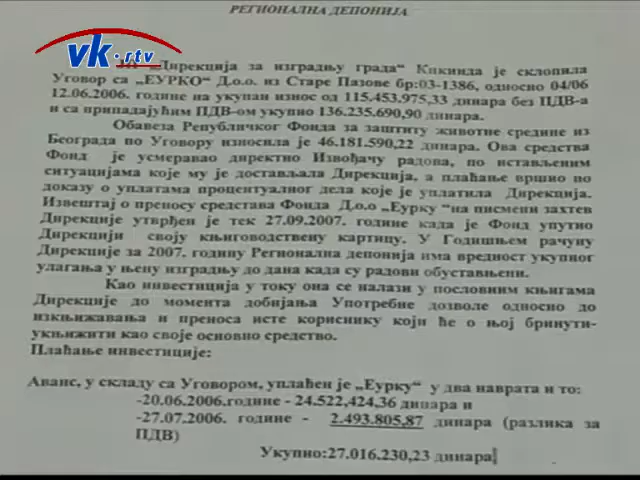 РЕГИОНАЛНА ДЕПОНИЈА
vk.rtv
ЈП „Дирекција за изградњу града“ Кикинда је склопила
Уговор са „ЕУРКО“ Д.о.о. из Старе Пазове бр:03-1386, односно 04/06
12.06.2006. године на укупан износ од 115.453.975,33 динара без ПДВ-а
и са припадајућим ПДВ-ом укупно 136.235.690,90 динара.
Обавеза Републичког Фонда за заштиту животне средине из
Београда по Уговору износила је 46.181.590,22 динара. Ова средства
Фонд је усмеравао директно Извођачу радова, по истављеним
ситуацијама које му је достављала Дирекција, а плаћање вршио по
доказу о уплатама процентуалног дела које је уплатила Дирекција.
Извештај о преносу средстава Фонда Д.о.о „Еурку“на писмени захтев
Дирекције утврђен је тек 27.09.2007. године када је Фонд упутио
Дирекцији своју књиговодствену картицу. У Годишњем рачуну
Дирекције за 2007. годину Регионална депонија има вредност укупног
улагања у њену изградњу до дана када су радови обустављени.
Као инвестиција у току она се налази у пословним књигама
Дирекције до момента добијања Употребне дозволе односно до
искњижавања и преноса исте кориснику који ће о њој бринути-
укњижити као своје основно средство.
Плаћање инвестиције:
Аванс, у складу са Уговором, уплаћен је „Еурку“ у два наврата и то:
-20.06.2006.године - 24.522,424,36 динара и
-27.07.2006. године - 2.493.805,87 динара (разлика за
ПДВ)
Укупно:27.016.230,23 динара